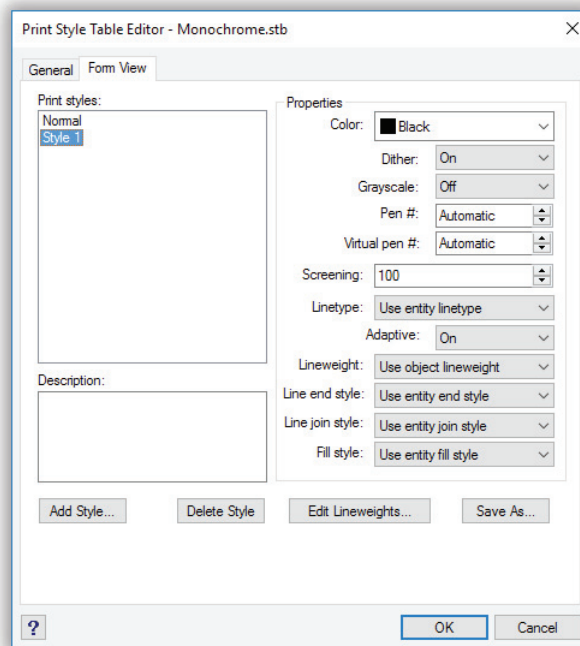 Print Style Table Editor - Monochrome.stb
General Form View
Print styles:
Normal
Style 1
Description:
Properties
Color: Black
Dither: On
Grayscale: Off
Pen #: Automatic
Virtual pen #: Automatic
Screening: 100
Linetype: Use entity linetype
Adaptive: On
Lineweight: Use object lineweight
Line end style: Use entity end style
Line join style: Use entity join style
Fill style: Use entity fill style
Add Style... Delete Style Edit Lineweights... Save As...
? OK Cancel